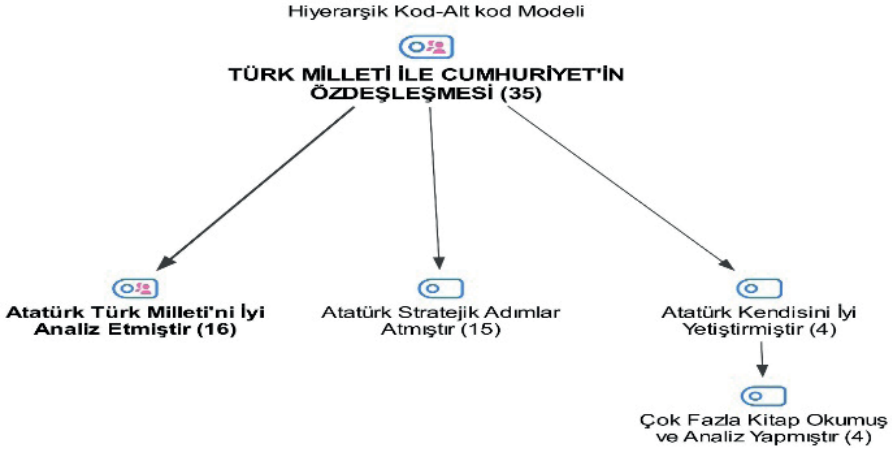 Hiyerarşik Kod-Alt kod Modeli
TÜRK MİLLETİ İLE CUMHURİYET'İN
ÖZDEŞLEŞMESİ (35)
Atatürk Türk Milleti'ni İyi
Analiz Etmiştir (16)
Atatürk Stratejik Adımlar
Atmıştır (15)
Atatürk Kendisini İyi
Yetiştirmiştir (4)
Çok Fazla Kitap Okumuş
ve Analiz Yapmıştır (4)